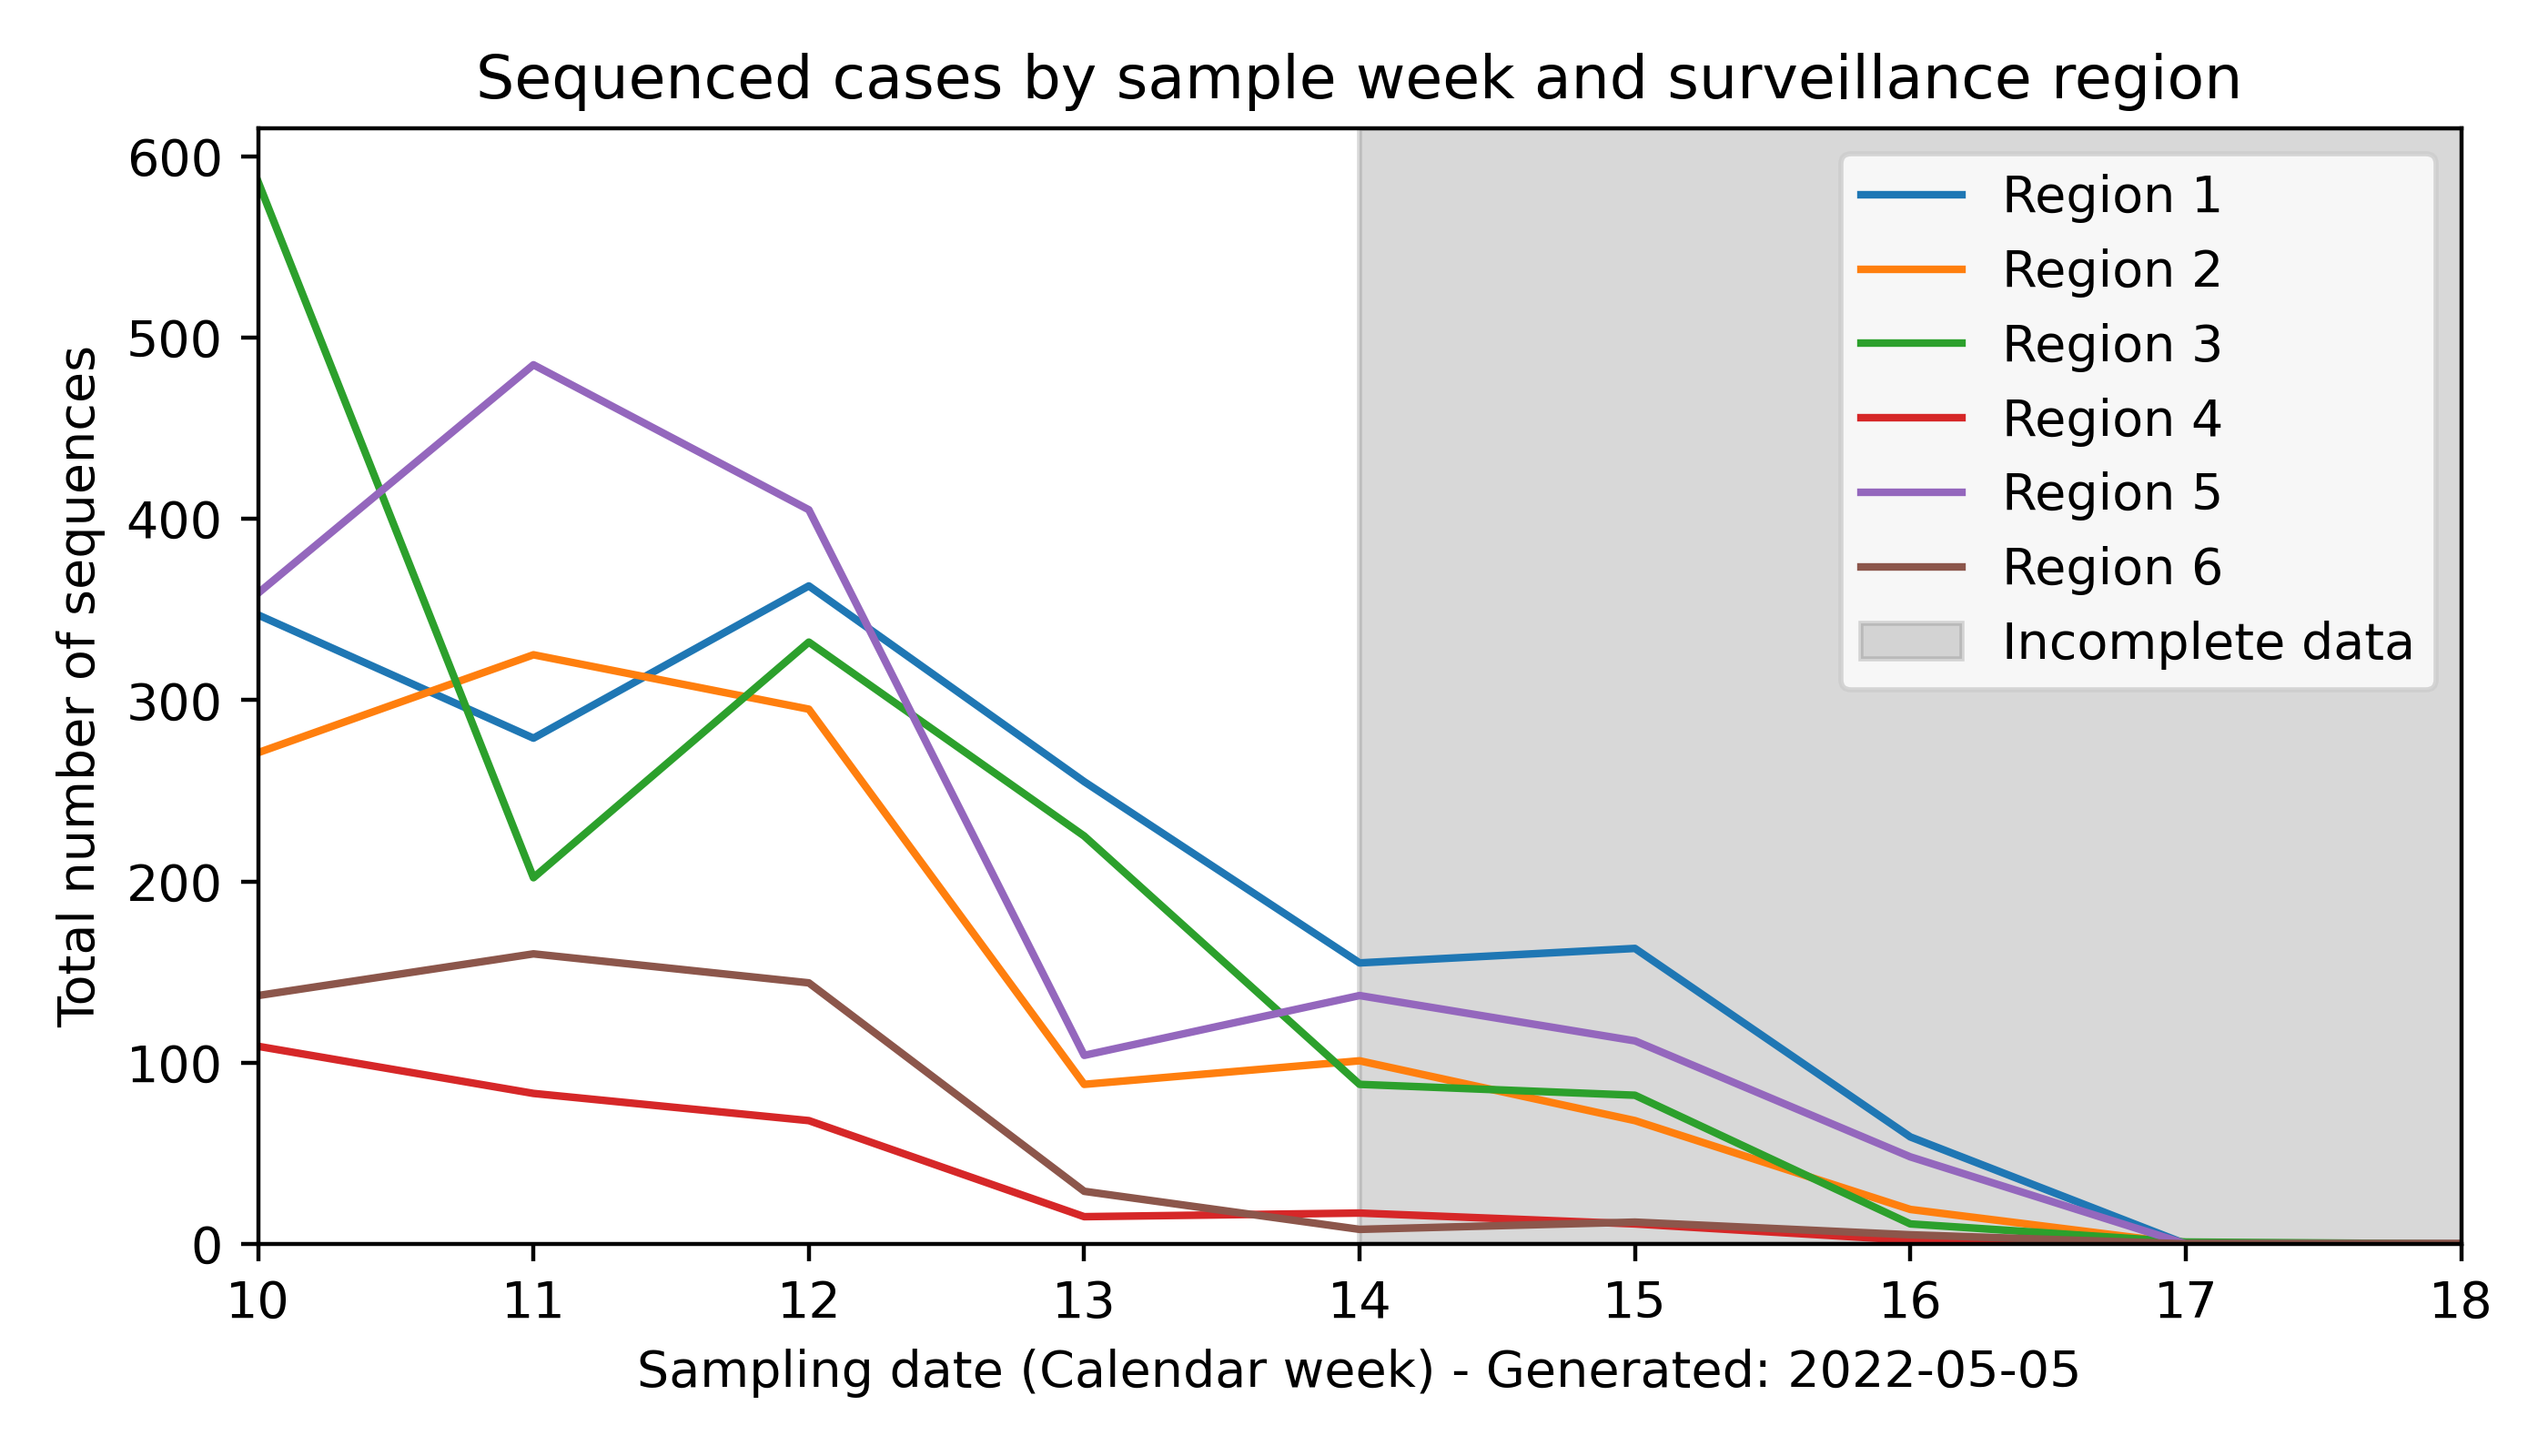 Sequenced cases by sample week and surveillance region
600
500
400
300
200
100
0
Total number of sequences
Region 1
Region 2
Region 3
Region 4
Region 5
Region 6
Incomplete data
10 11 12 13 14 15 16 17 18
Sampling date (Calendar week) - Generated: 2022-05-05